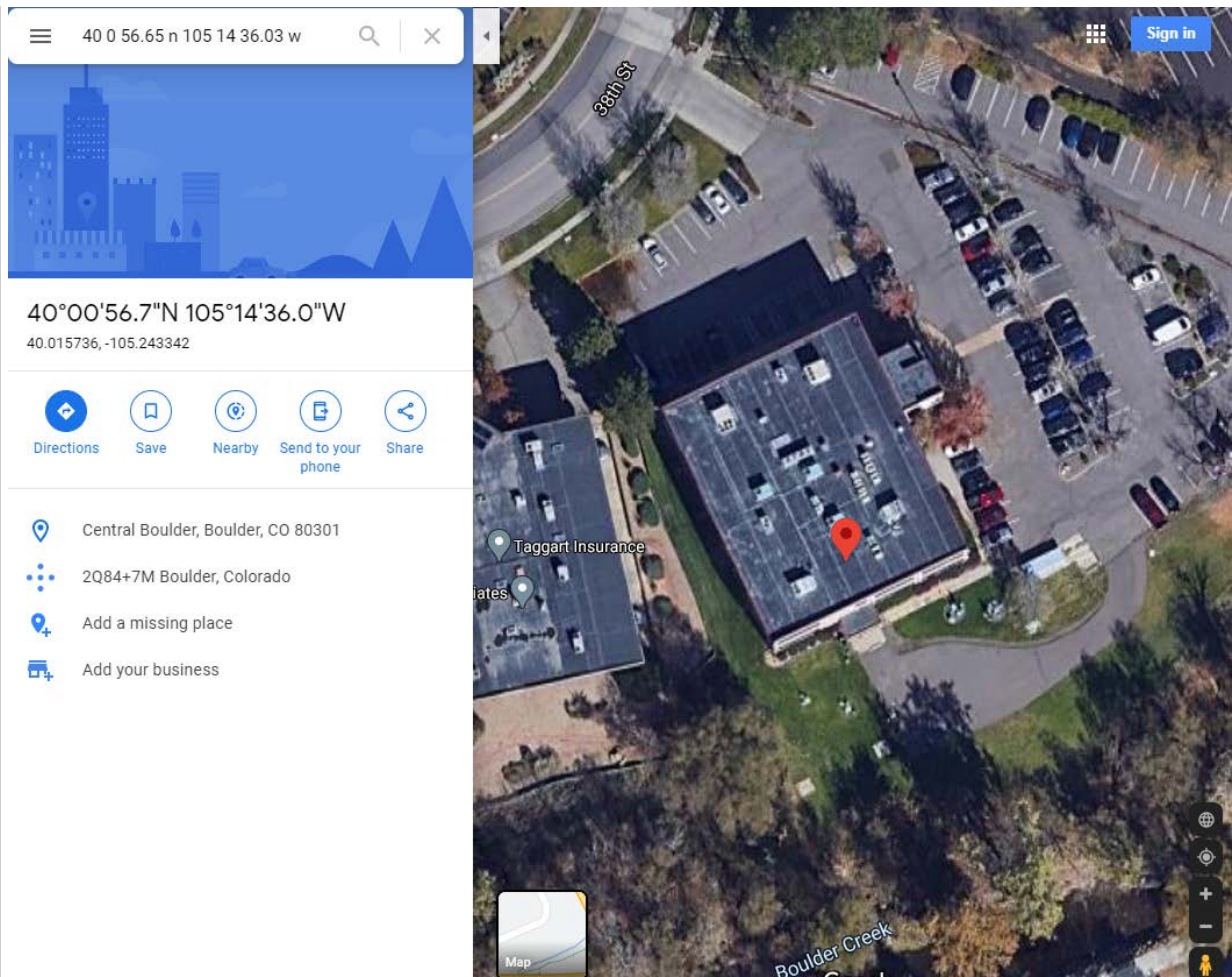 40 0 56.65 n 105 14 36.03 w
40°00'56.7"N 105°14'36.0"W
40.015736, -105.243342
Directions
Save
Nearby
Send to your
phone
Share
Central Boulder, Boulder, CO 80301
2Q84+7M Boulder, Colorado
Add a missing place
Add your business
Sign in
38th St
Taggart Insurance
iates
Boulder Creek
Map